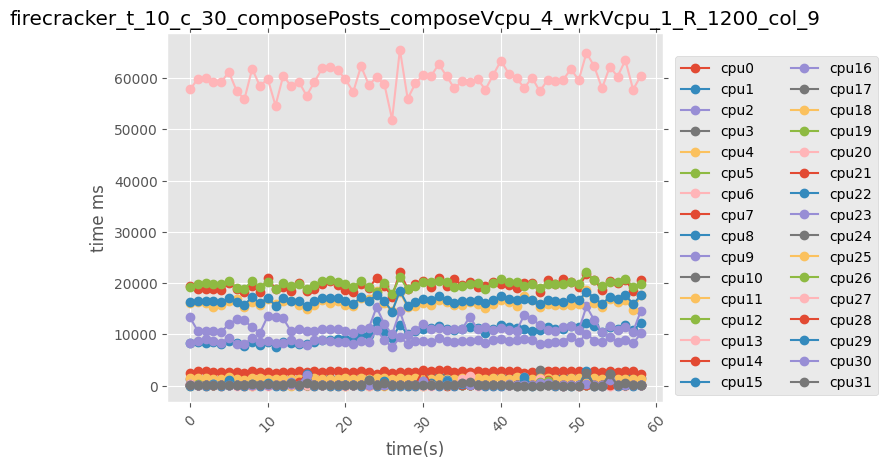 firecracker_t_10_c_30_composePosts_composeVcpu_4_wrkVcpu_1_R_1200_col_9
60000
50000
40000
30000
20000
10000
0
time ms
0
10
20
30
40
50
60
time(s)
cpu0
cpu1
cpu2
cpu3
cpu4
cpu5
cpu6
cpu7
cpu8
cpu9
cpu10
cpu11
cpu12
cpu13
cpu14
cpu15
cpu16
cpu17
cpu18
cpu19
cpu20
cpu21
cpu22
cpu23
cpu24
cpu25
cpu26
cpu27
cpu28
cpu29
cpu30
cpu31